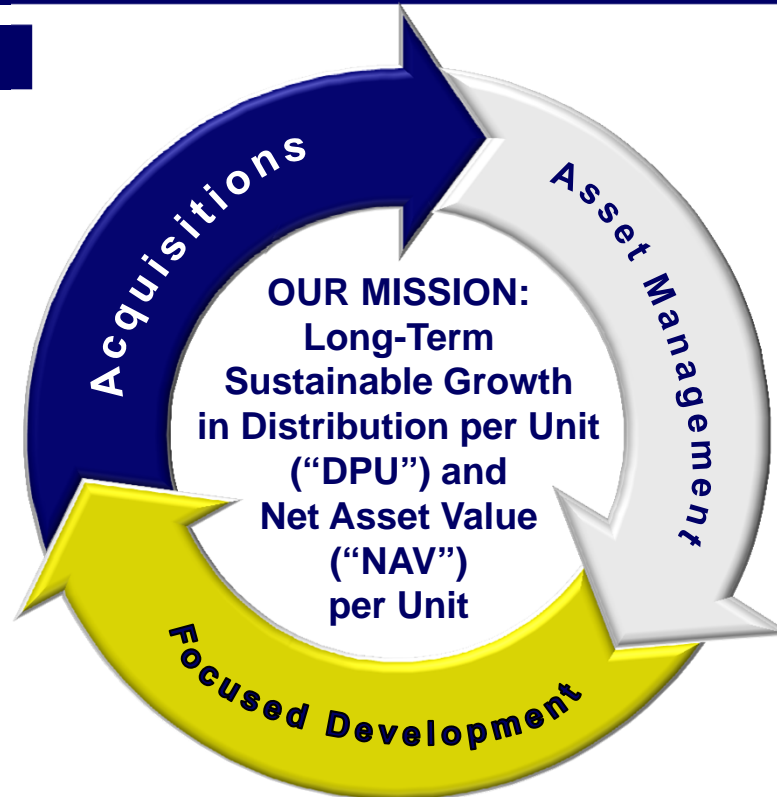 Acquisitions
Asset Management
OUR MISSION:
Long-Term
Sustainable Growth
in Distribution per Unit
(“DPU”) and
Net Asset Value
(“NAV”)
per Unit
Focused Development